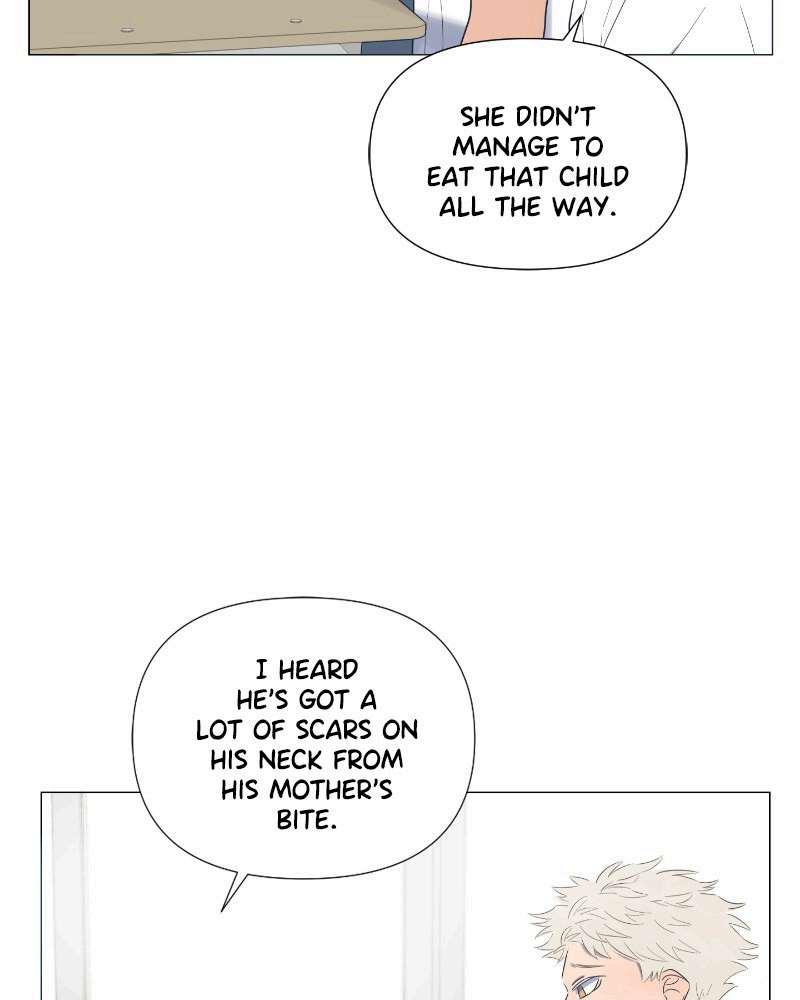 SHE DIDN'T
MANAGE TO
EAT THAT CHILD
ALL THE WAY.
I HEARD
HE'S GOT A
LOT OF SCARS ON
HIS NECK FROM
HIS MOTHER'S
BITE.